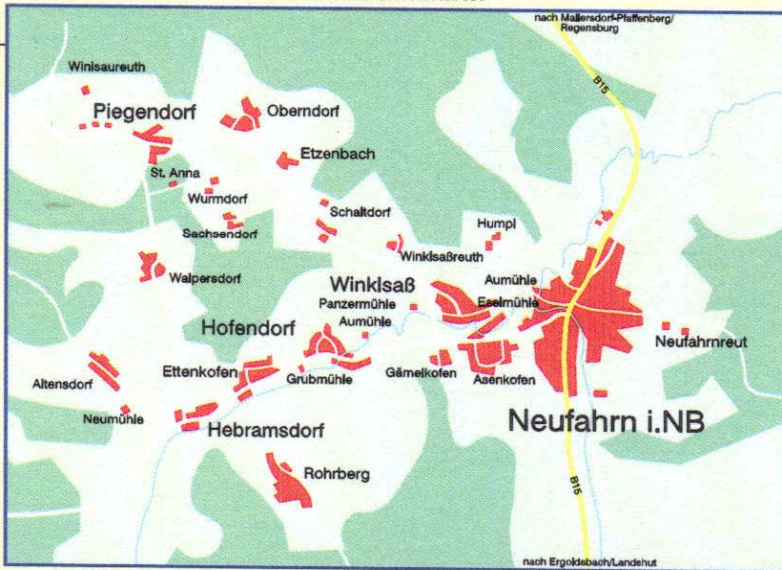 nach Mallersdorf-Pfaffenberg/
Regensburg
B15
Winisaureuth
Piegendorf
Oberndorf
Etzenbach
St. Anna
Wurmdorf
Sachsendorf
Schaltdorf
Humpl
Winklsaßreuth
Walpersdorf
Winklsaß
Aumühle
Panzermühle
Eselmühle
Hofendorf
Aumühle
Neufahrnreut
Altensdorf
Ettenkofen
Grubmühle
Gämelkofen
Asenkofen
Neumühle
Hebramsdorf
Neufahrn i.NB
Rohrberg
B15
nach Ergoldsbach/Landshut